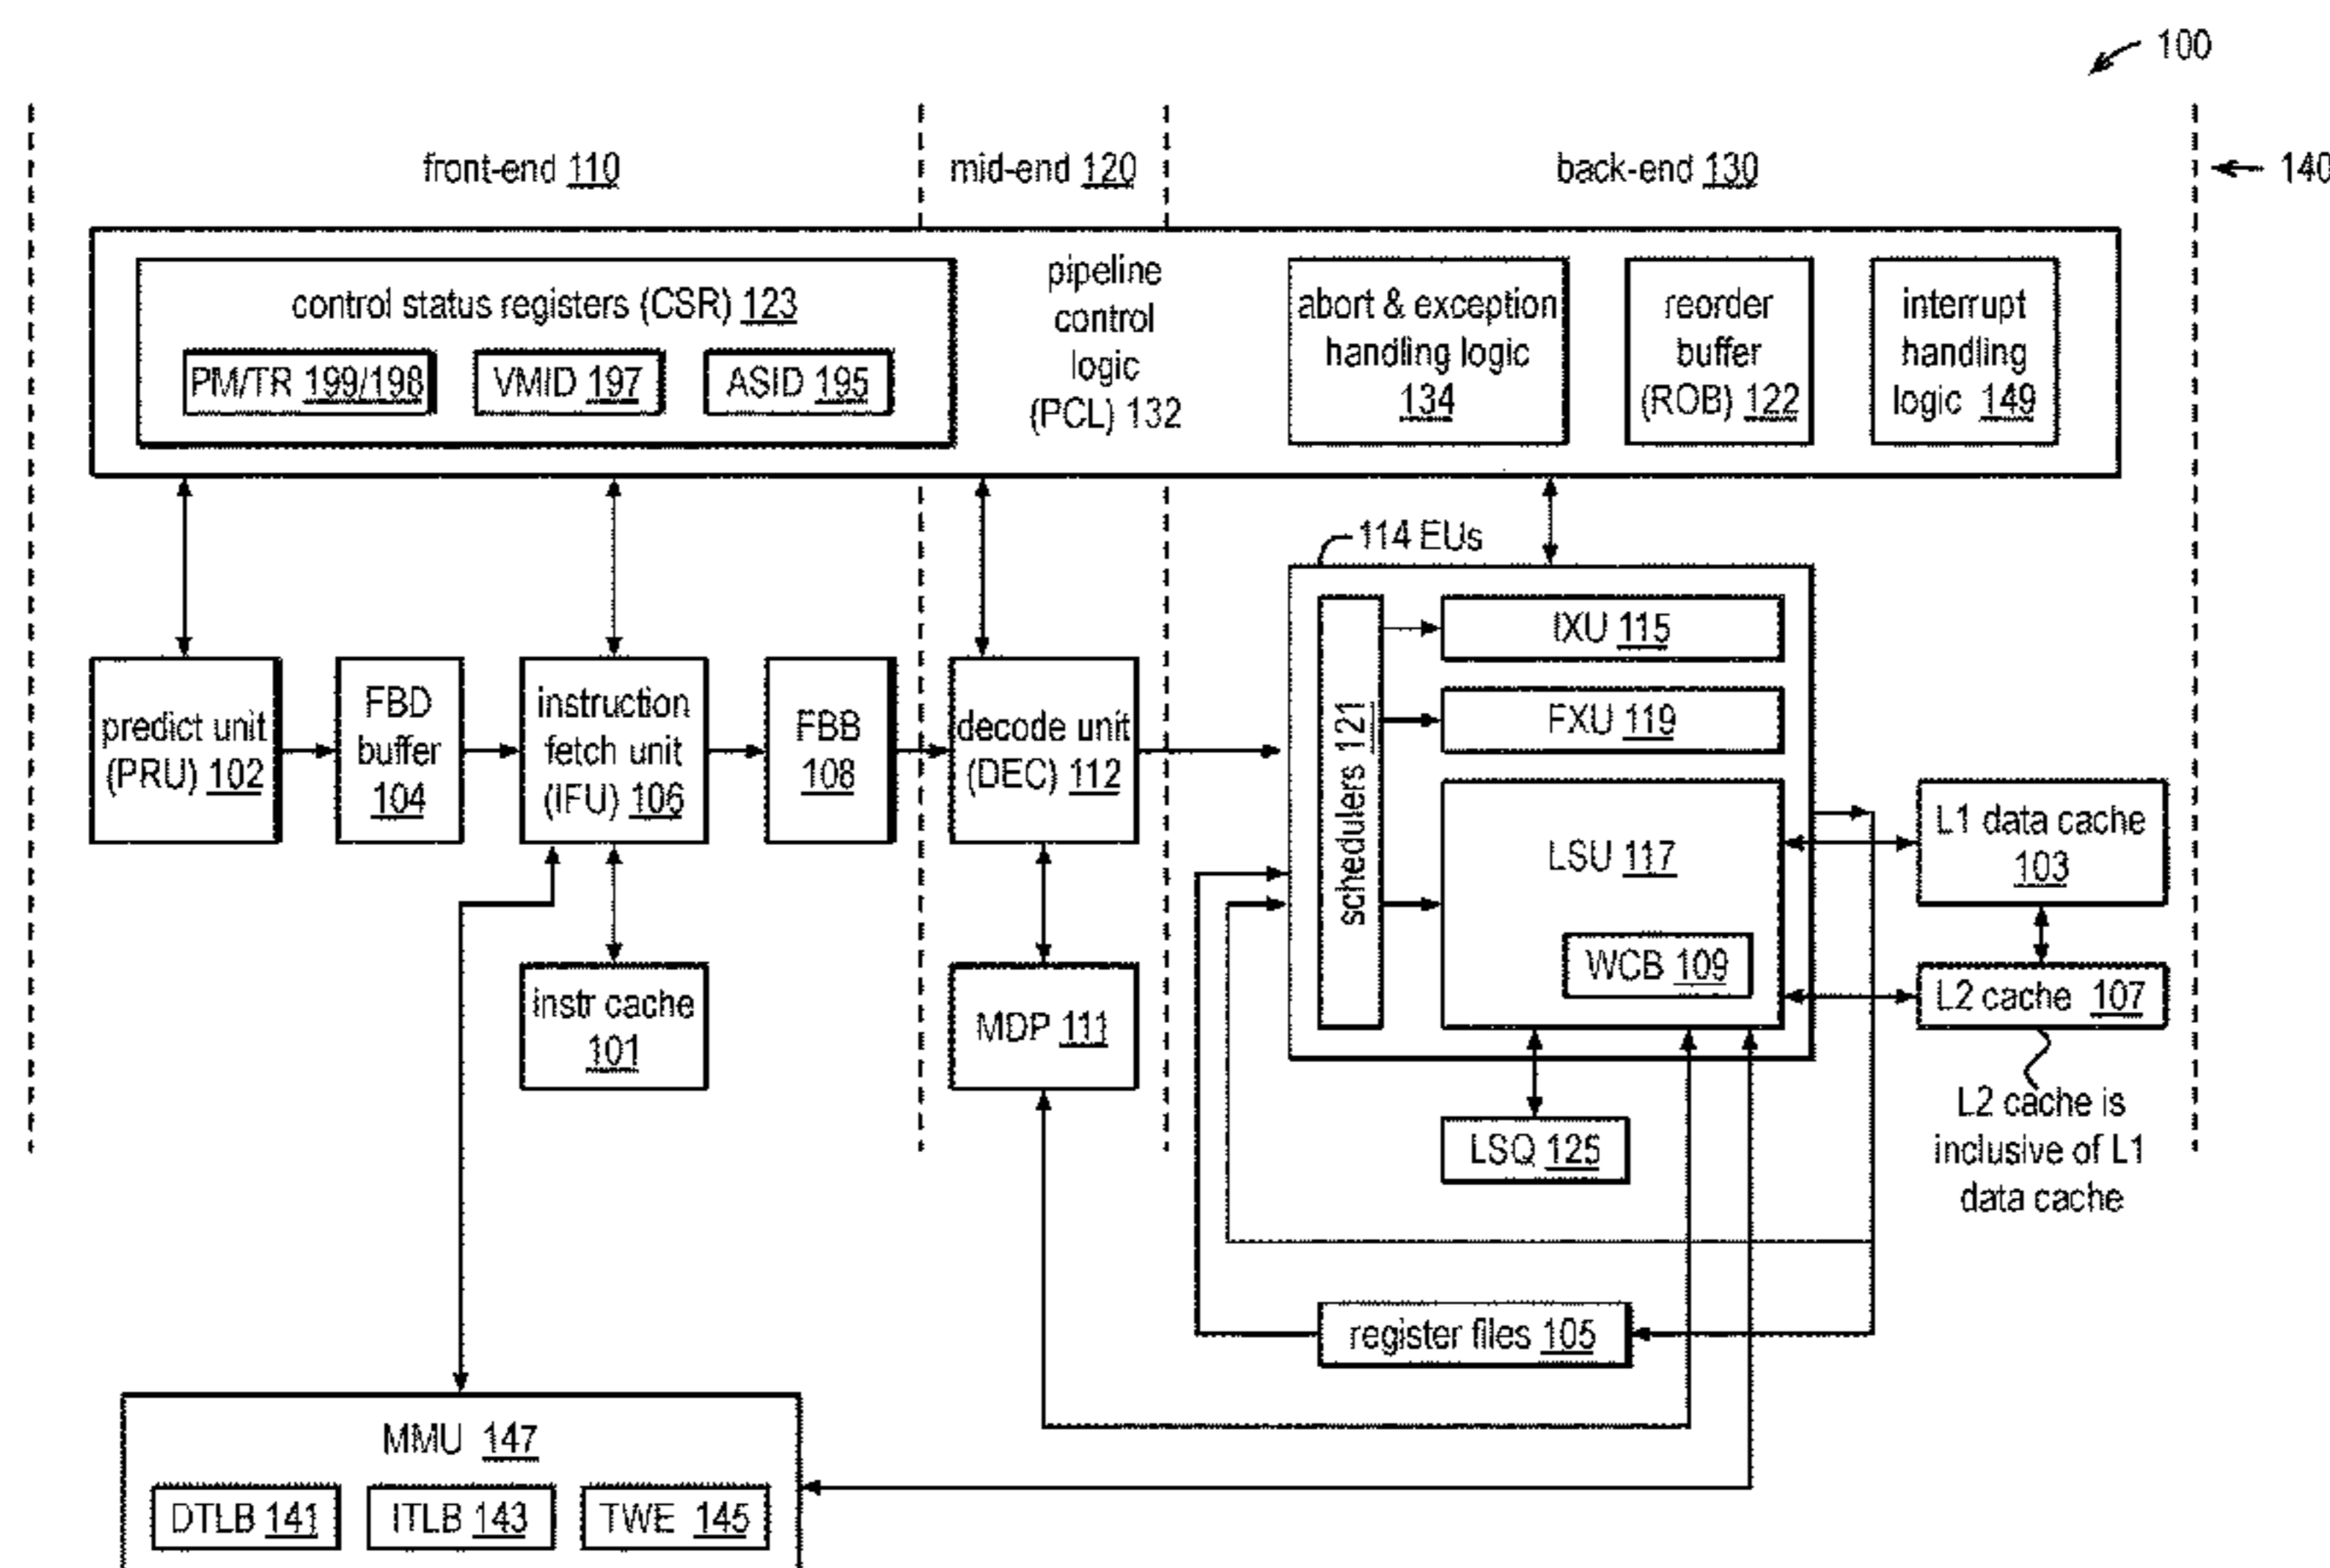 100
front-end 110
mid-end 120
back-end 130
140
control status registers (CSR) 123
PM/TR 199/198
VMID 197
ASID 195
pipeline
control
logic
(PCL) 132
abort & exception
handling logic
134
reorder
buffer
(ROB) 122
interrupt
handling
logic 149
114 EUs
predict unit
(PRU) 102
FBD
buffer
104
instruction
fetch unit
(IFU) 106
FBB
108
decode unit
(DEC) 112
schedulers 121
IXU 115
FXU 119
LSU 117
WCB 109
L1 data cache
103
L2 cache 107
L2 cache is
inclusive of L1
data cache
instr cache
101
MDP 111
LSQ 125
register files 105
MMU 147
DTLB 141
ITLB 143
TWE 145